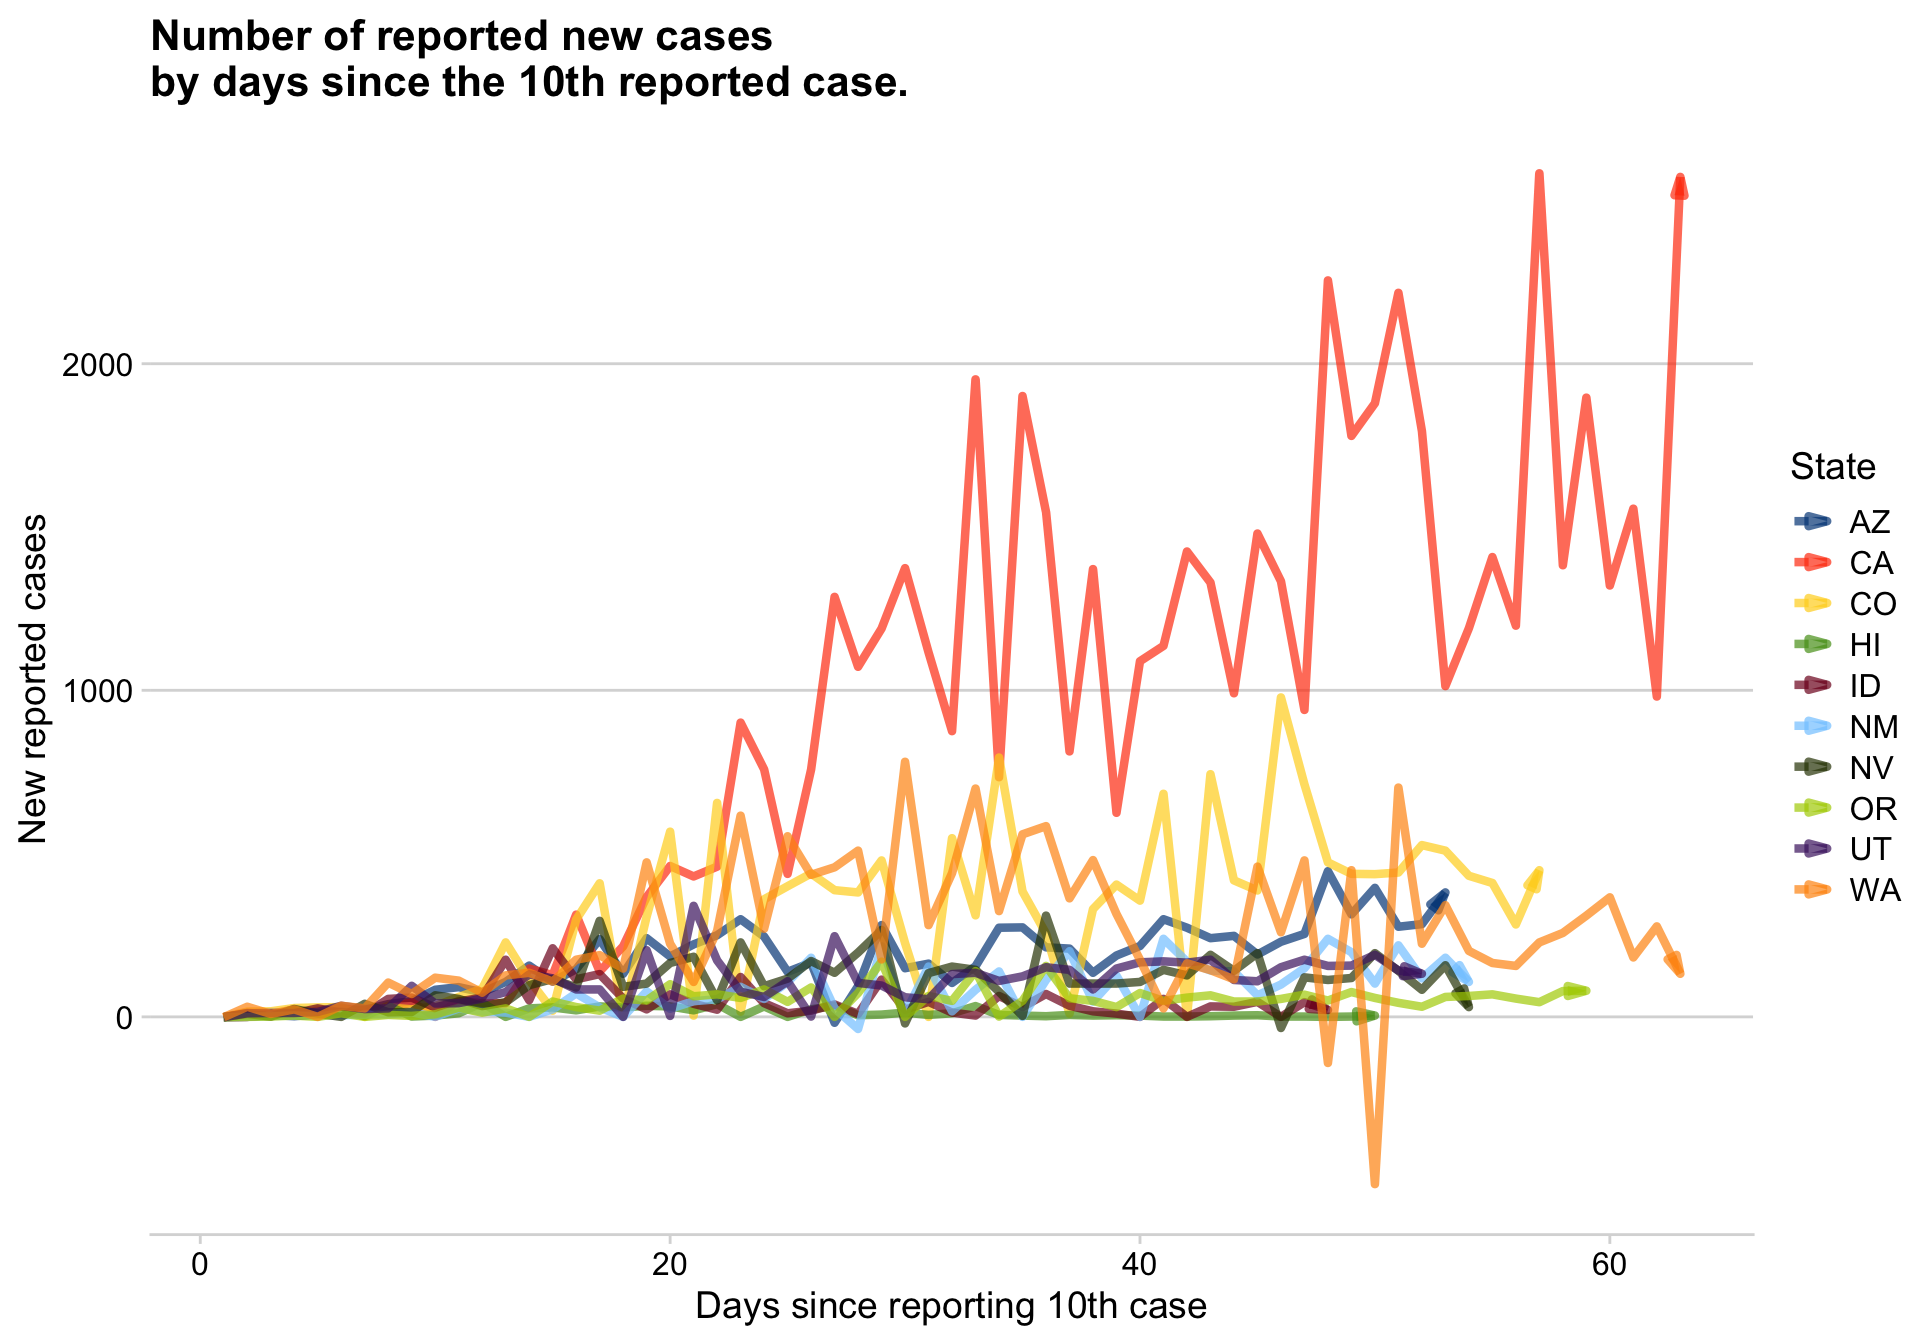 Number of reported new cases
by days since the 10th reported case.
New reported cases
2000
1000
0
0
20
40
60
Days since reporting 10th case
State
AZ
CA
CO
HI
ID
NM
NV
OR
UT
WA